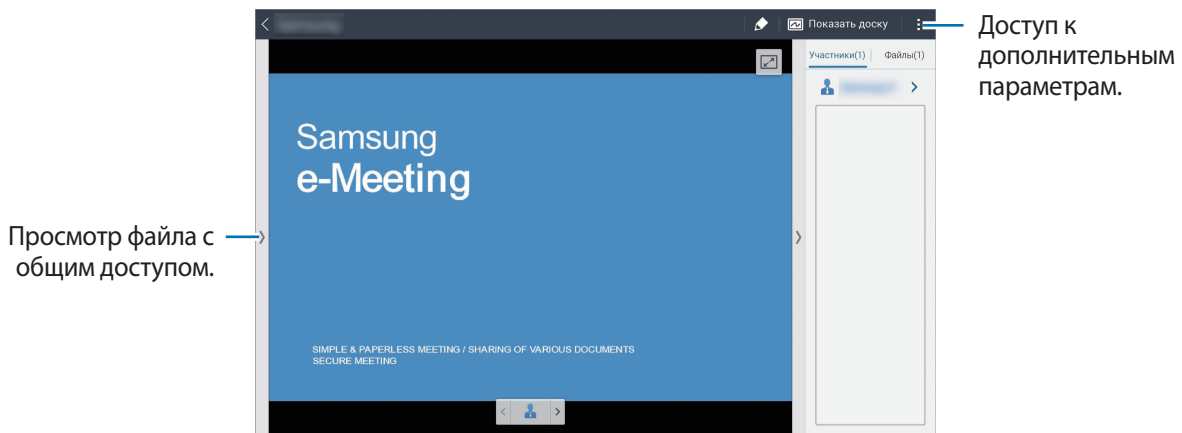 Показать доску
Участники(1)
Файлы(1)
Samsung
e-Meeting
SIMPLE & PAPERLESS MEETING / SHARING OF VARIOUS DOCUMENTS
SECURE MEETING
Просмотр файла с
общим доступом.
Доступ к
дополнительным
параметрам.